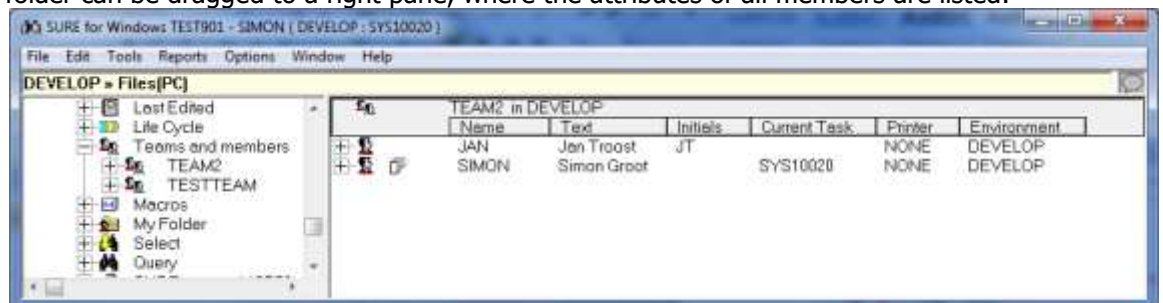 folder can be dragged to a right pane, where the attributes of all members are listed.
SURE for Windows TEST901 - SIMON ( DEVELOP : SYS10020 )
File Edit Tools Reports Options Window Help
DEVELOP » Files(PC)
Last Edited
Life Cycle
Teams and members
TEAM2
TESTTEAM
Macros
My Folder
Select
Query
TEAM2 in DEVELOP
Name Text Initials Current Task Printer Environment
JAN Jan Troost JT NONE DEVELOP
SIMON Simon Groot SYS10020 NONE DEVELOP